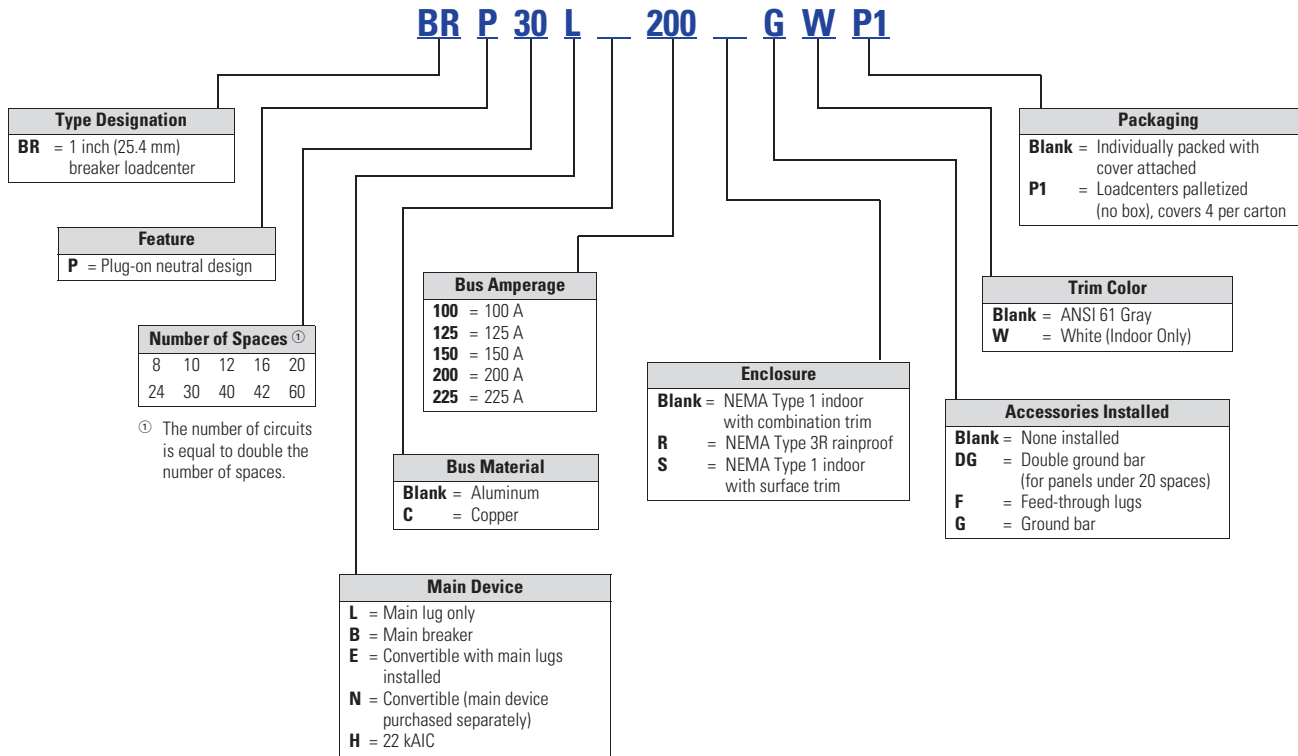 BR P 30 L __ 200 __ G W P1
Type Designation
BR = 1 inch (25.4 mm)
breaker loadcenter
Feature
P = Plug-on neutral design
Number of Spaces ①
8 10 12 16 20
24 30 40 42 60
① The number of circuits
is equal to double the
number of spaces.
Main Device
L = Main lug only
B = Main breaker
E = Convertible with main lugs
installed
N = Convertible (main device
purchased separately)
H = 22 kAIC
Bus Material
Blank = Aluminum
C = Copper
Bus Amperage
100 = 100 A
125 = 125 A
150 = 150 A
200 = 200 A
225 = 225 A
Enclosure
Blank = NEMA Type 1 indoor
with combination trim
R = NEMA Type 3R rainproof
S = NEMA Type 1 indoor
with surface trim
Accessories Installed
Blank = None installed
DG = Double ground bar
(for panels under 20 spaces)
F = Feed-through lugs
G = Ground bar
Trim Color
Blank = ANSI 61 Gray
W = White (Indoor Only)
Packaging
Blank = Individually packed with
cover attached
P1 = Loadcenters palletized
(no box), covers 4 per carton